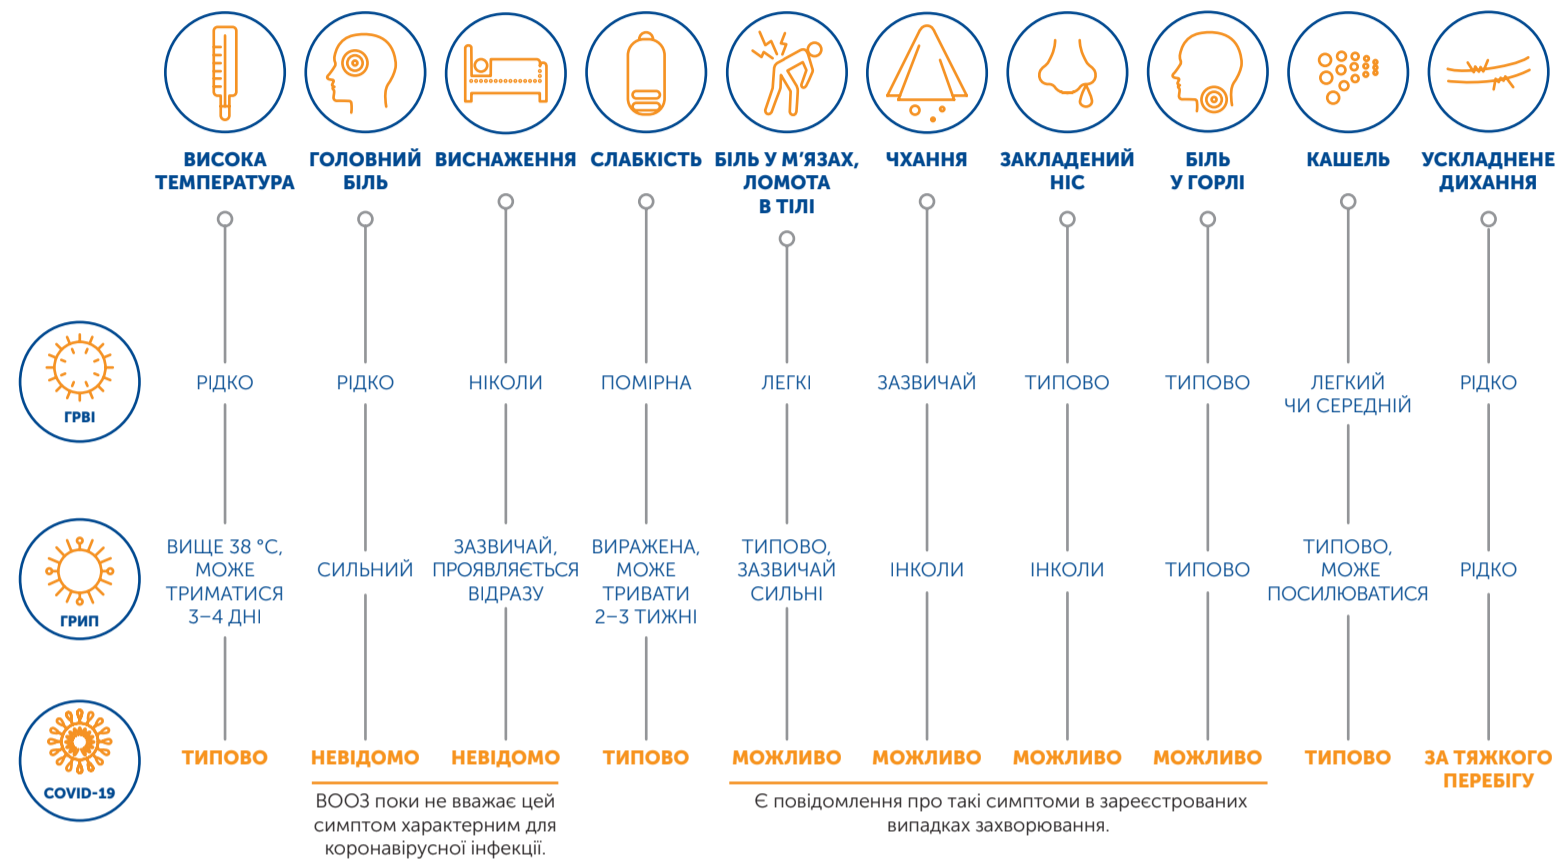 ВИСОКА
ТЕМПЕРАТУРА
ГОЛОВНИЙ
БІЛЬ
ВИСНАЖЕННЯ
СЛАБКІСТЬ
БІЛЬ У М’ЯЗАХ,
ЛОМОТА
В ТІЛІ
ЧХАННЯ
ЗАКЛАДЕНИЙ
НІС
БІЛЬ
У ГОРЛІ
КАШЕЛЬ
УСКЛАДНЕНЕ
ДИХАННЯ
ГРВІ
РІДКО
РІДКО
НІКОЛИ
ПОМІРНА
ЛЕГКІ
ЗАЗВИЧАЙ
ТИПОВО
ТИПОВО
ЛЕГКИЙ
ЧИ СЕРЕДНІЙ
РІДКО
ГРИП
ВИЩЕ 38 °С,
МОЖЕ
ТРИМАТИСЯ
3–4 ДНІ
СИЛЬНИЙ
ЗАЗВИЧАЙ,
ПРОЯВЛЯЄТЬСЯ
ВІДРАЗУ
ВИРАЖЕНА,
МОЖЕ
ТРИВАТИ
2–3 ТИЖНІ
ТИПОВО,
ЗАЗВИЧАЙ
СИЛЬНІ
ІНКОЛИ
ІНКОЛИ
ТИПОВО
ТИПОВО,
МОЖЕ
ПОСИЛЮВАТИСЯ
РІДКО
COVID-19
ТИПОВО
НЕВІДОМО
НЕВІДОМО
ТИПОВО
МОЖЛИВО
МОЖЛИВО
МОЖЛИВО
МОЖЛИВО
ТИПОВО
ЗА ТЯЖКОГО
ПЕРЕБІГУ
ВООЗ поки не вважає цей
симптом характерним для
коронавірусної інфекції.
Є повідомлення про такі симптоми в зареєстрованих
випадках захворювання.